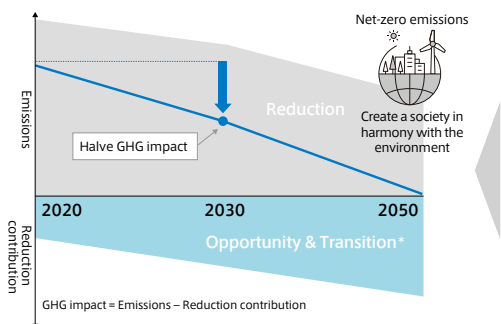 Net-zero emissions
Emissions
Reduction
Create a society in
harmony with the
environment
Halve GHG impact
2020
2030
2050
Reduction
contribution
Opportunity & Transition*
GHG impact = Emissions – Reduction contribution